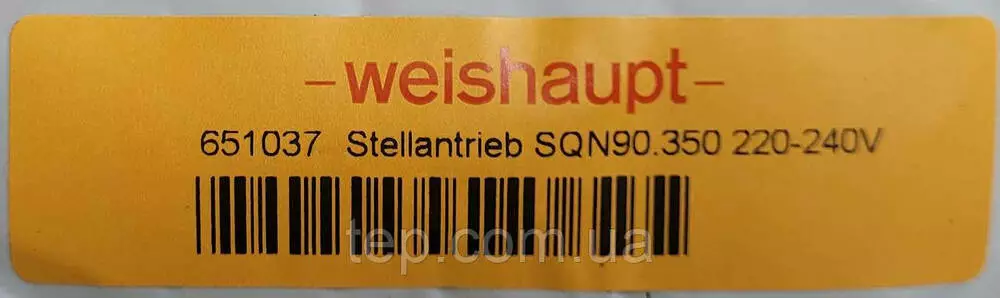 -weishaupt-
651037 Stellantrieb SQN90.350 220-240V
tep.com.ua